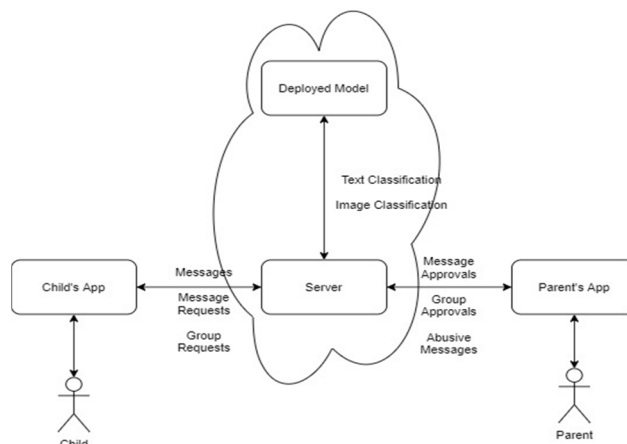 Deployed Model
Text Classification
Image Classification
Child's App
Messages
Message
Requests
Group
Requests
Server
Message
Approvals
Group
Approvals
Abusive
Messages
Parent's App
Child
Parent